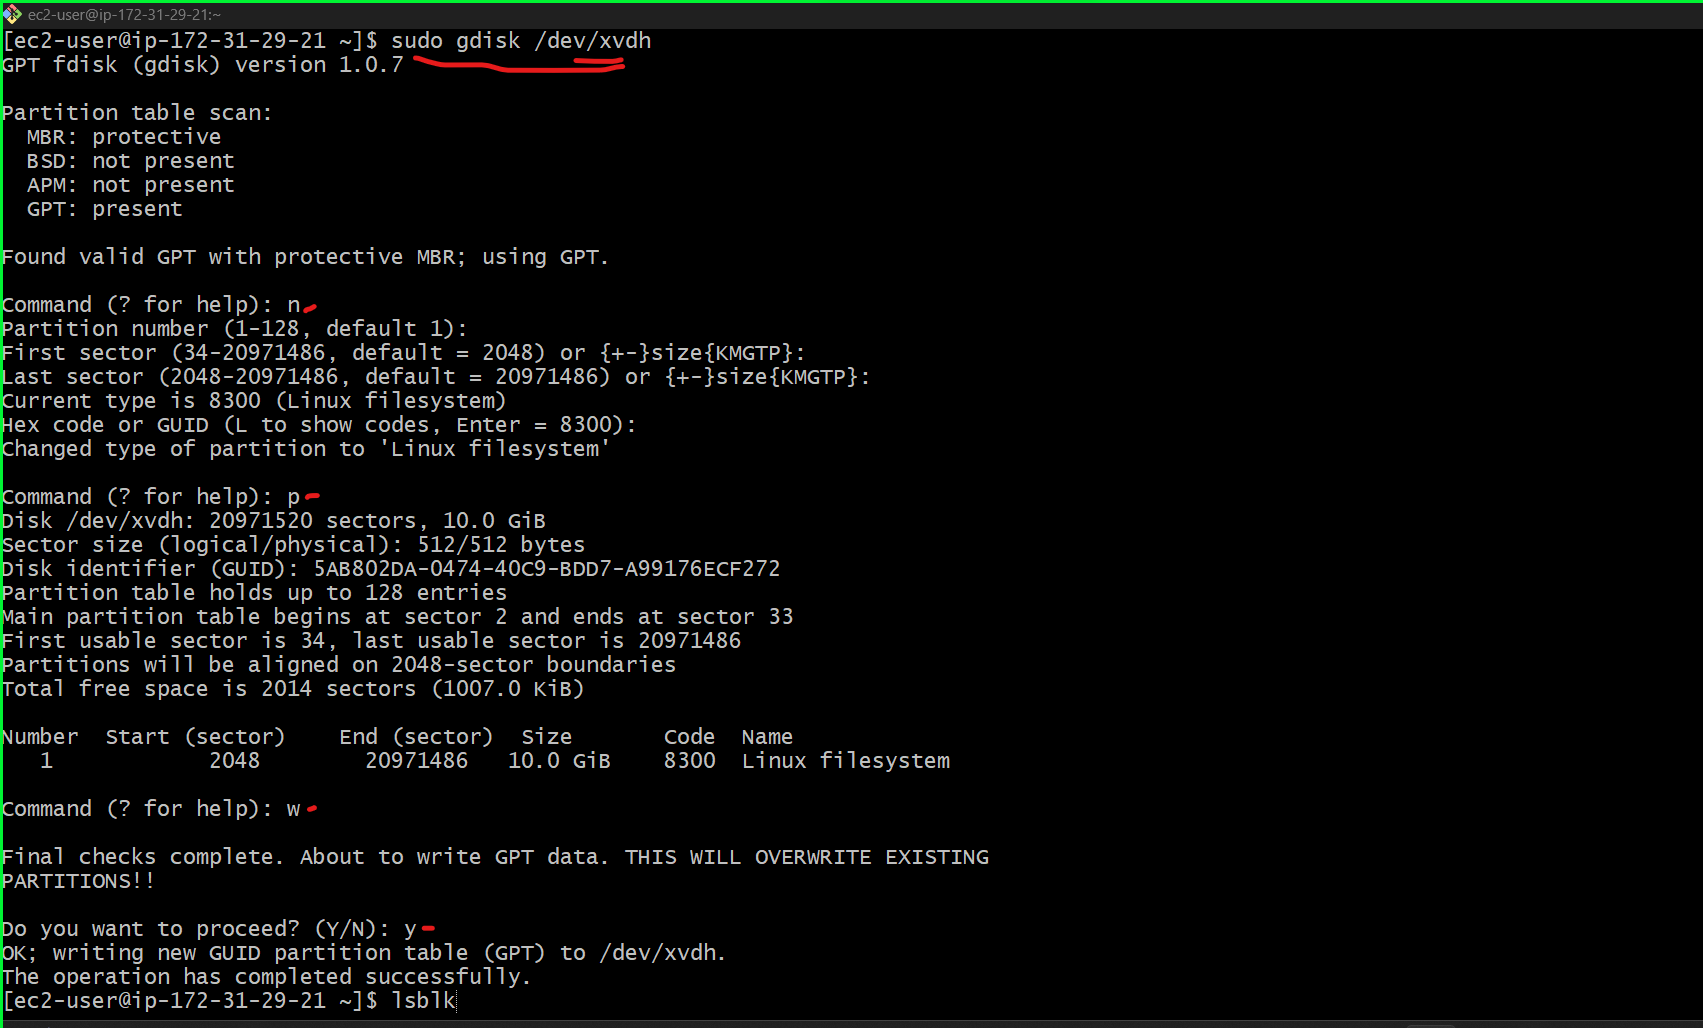 ec2-user@ip-172-31-29-21:~
[ec2-user@ip-172-31-29-21 ~]$ sudo gdisk /dev/xvdh
GPT fdisk (gdisk) version 1.0.7
Partition table scan:
MBR: protective
BSD: not present
APM: not present
GPT: present
Found valid GPT with protective MBR; using GPT.
Command (? for help): n
Partition number (1-128, default 1):
First sector (34-20971486, default = 2048) or {+-}size{KMGTP}:
Last sector (2048-20971486, default = 20971486) or {+-}size{KMGTP}:
Current type is 8300 (Linux filesystem)
Hex code or GUID (L to show codes, Enter = 8300):
Changed type of partition to 'Linux filesystem'
Command (? for help): p
Disk /dev/xvdh: 20971520 sectors, 10.0 GiB
Sector size (logical/physical): 512/512 bytes
Disk identifier (GUID): 5AB802DA-0474-40C9-BDD7-A99176ECF272
Partition table holds up to 128 entries
Main partition table begins at sector 2 and ends at sector 33
First usable sector is 34, last usable sector is 20971486
Partitions will be aligned on 2048-sector boundaries
Total free space is 2014 sectors (1007.0 KiB)
Number  Start (sector)    End (sector)  Size       Code  Name
1            2048        20971486   10.0 GiB    8300  Linux filesystem
Command (? for help): w
Final checks complete. About to write GPT data. THIS WILL OVERWRITE EXISTING
PARTITIONS!!
Do you want to proceed? (Y/N): y
OK; writing new GUID partition table (GPT) to /dev/xvdh.
The operation has completed successfully.
[ec2-user@ip-172-31-29-21 ~]$ lsblk